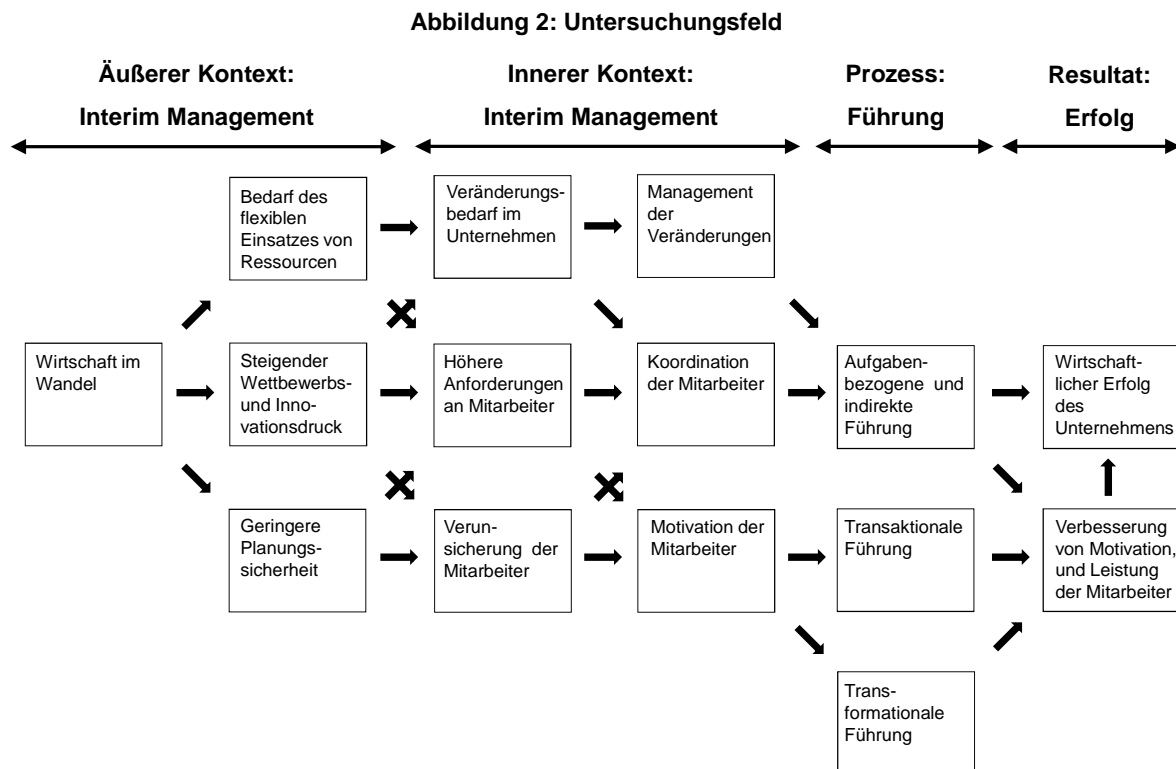 Abbildung 2: Untersuchungsfeld
Äußerer Kontext:
Interim Management
Innerer Kontext:
Interim Management
Prozess:
Führung
Resultat:
Erfolg
Bedarf des
flexiblen
Einsatzes von
Ressourcen
Veränderungs-
bedarf im
Unternehmen
Management
der
Veränderungen
Wirtschaft im
Wandel
Steigender
Wettbewerbs-
und Inno-
vationsdruck
Höhere
Anforderungen
an Mitarbeiter
Koordination
der Mitarbeiter
Aufgaben-
bezogene und
indirekte
Führung
Wirtschaft-
licher Erfolg
des
Unternehmens
Geringere
Planungs-
sicherheit
Verun-
sicherung der
Mitarbeiter
Motivation der
Mitarbeiter
Transaktionale
Führung
Verbesserung
von Motivation,
und Leistung
der Mitarbeiter
Trans-
formationale
Führung